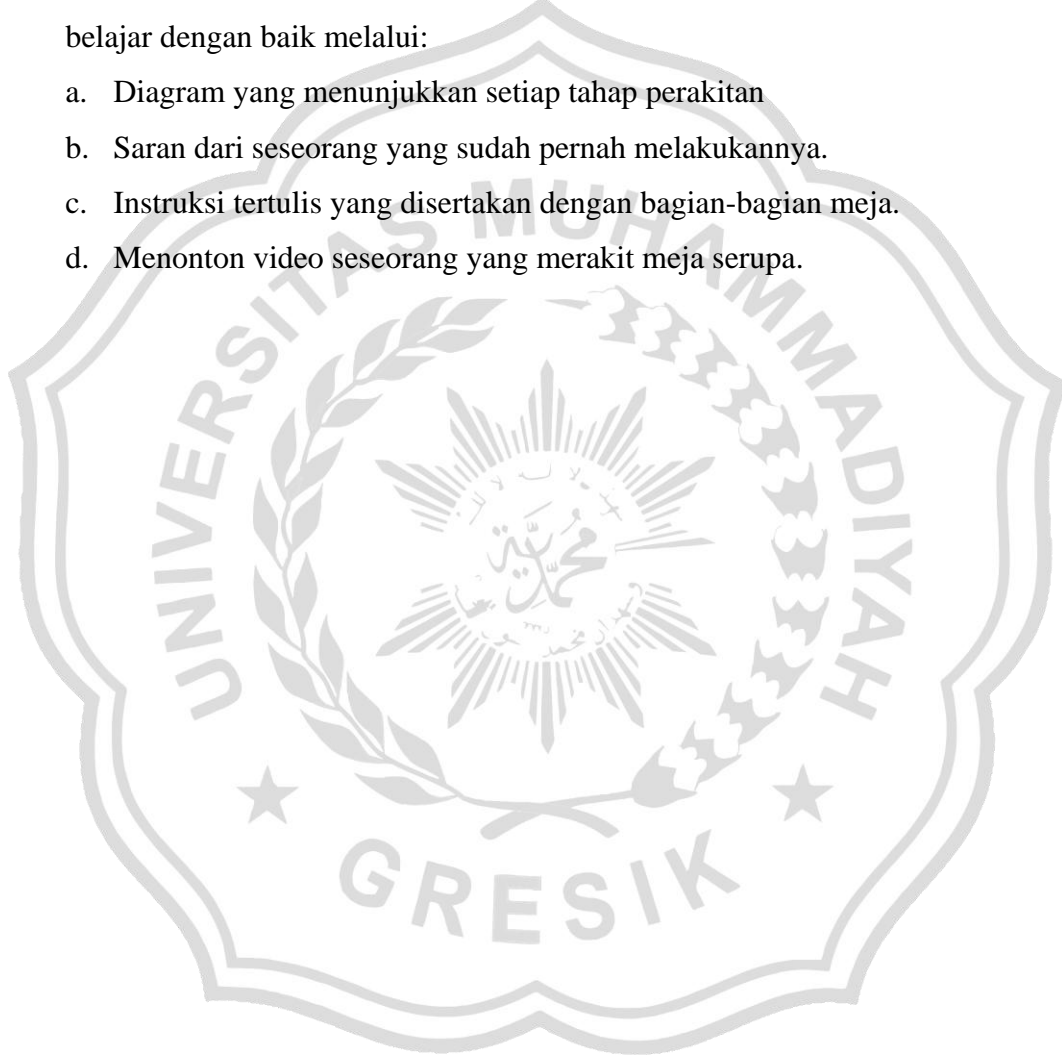 belajar dengan baik melalui:
a. Diagram yang menunjukkan setiap tahap perakitan
b. Saran dari seseorang yang sudah pernah melakukannya.
c. Instruksi tertulis yang disertakan dengan bagian-bagian meja.
d. Menonton video seseorang yang merakit meja serupa.
UNIVERSITAS MUHAMMADIYAH
GRESIK